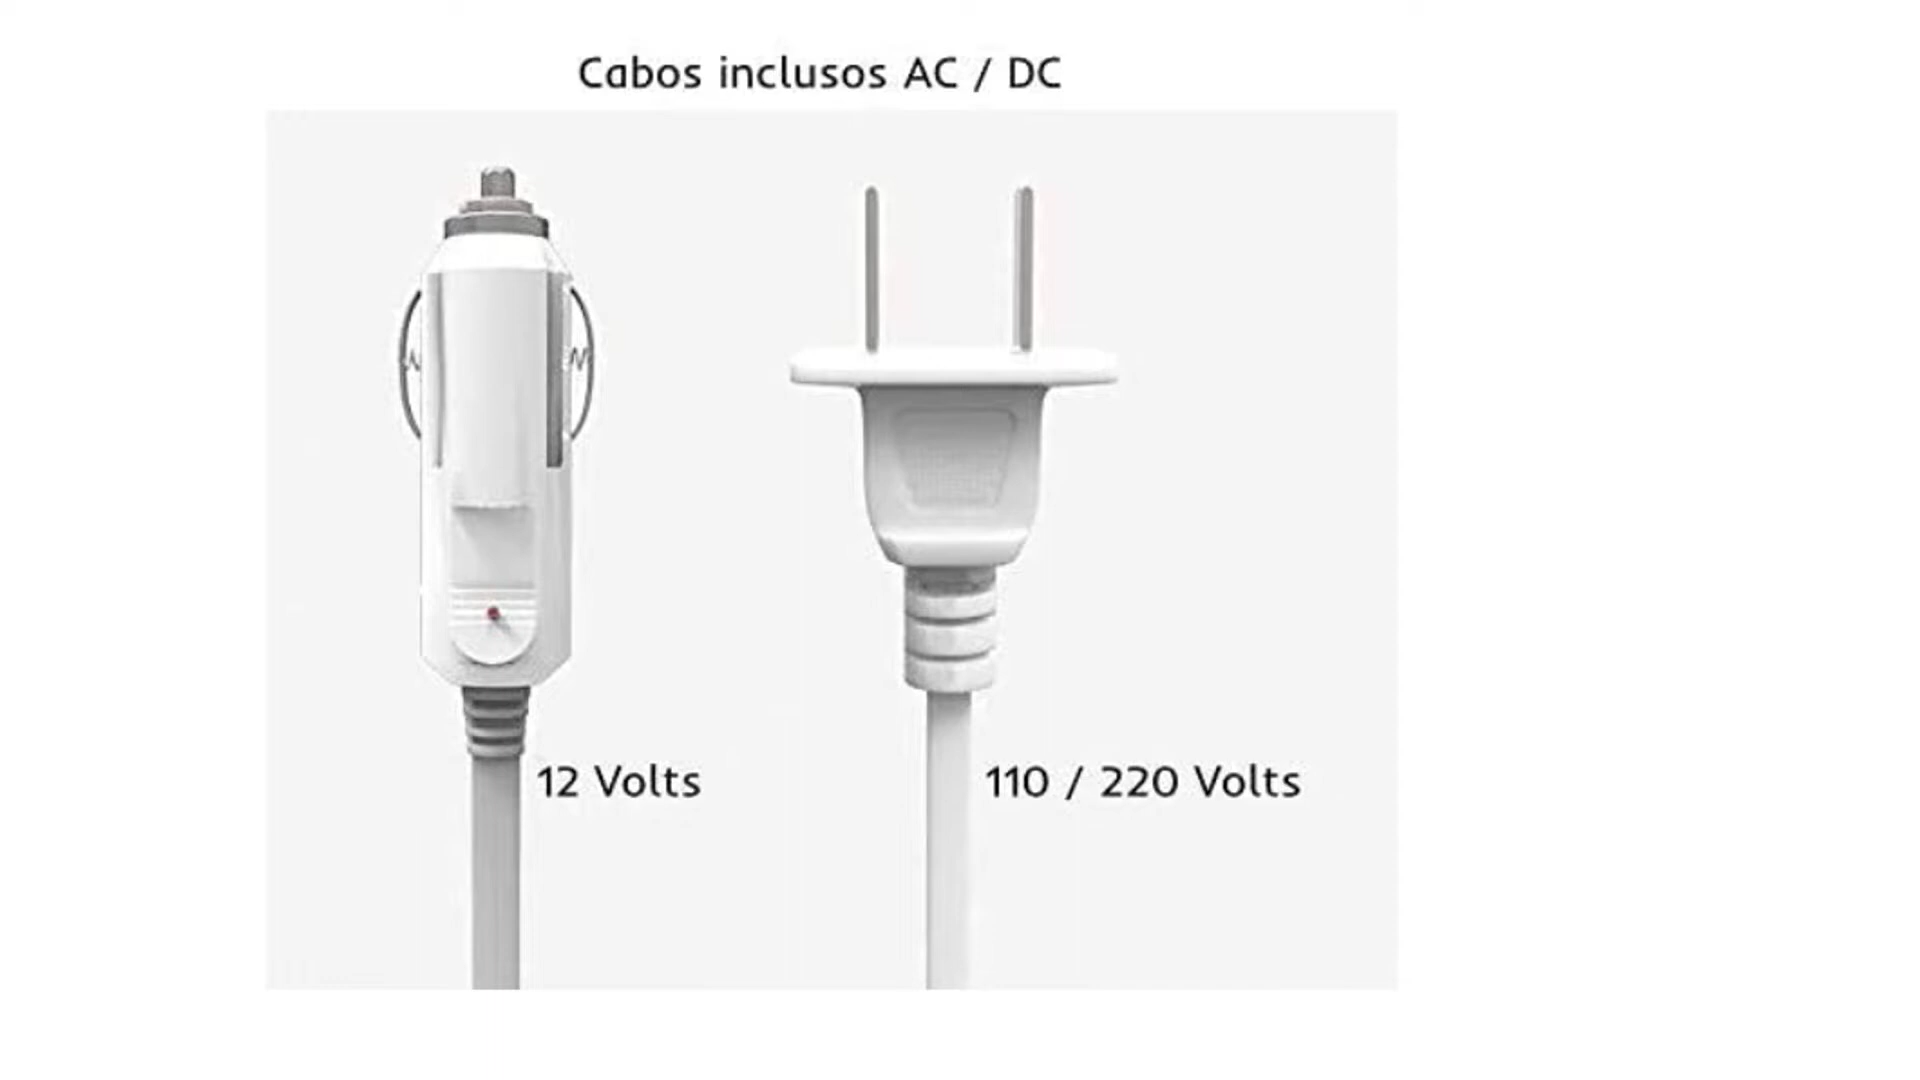 Cabos inclusos AC / DC
12 Volts
110 / 220 Volts